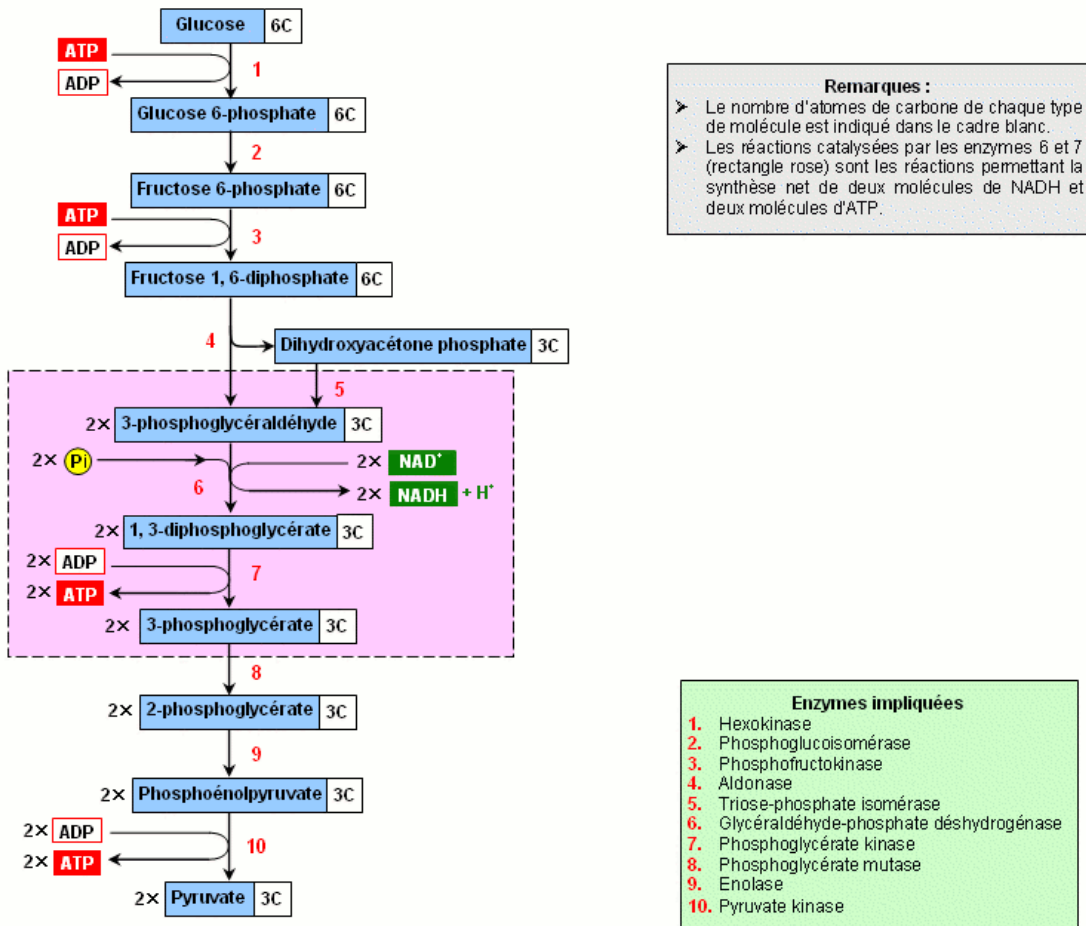 Glucose 6C
ATP
ADP
1
Glucose 6-phosphate 6C
2
Fructose 6-phosphate 6C
ATP
ADP
3
Fructose 1, 6-diphosphate 6C
4
Dihydroxyacétone phosphate 3C
5
2× 3-phosphoglycéraldéhyde 3C
2× Pi
2× NAD⁺
6
2× NADH + H⁺
2× 1, 3-diphosphoglycérate 3C
2× ADP
7
2× ATP
2× 3-phosphoglycérate 3C
8
2× 2-phosphoglycérate 3C
9
2× Phosphoénolpyruvate 3C
2× ADP
10
2× ATP
2× Pyruvate 3C
Remarques :
➢ Le nombre d'atomes de carbone de chaque type
de molécule est indiqué dans le cadre blanc.
➢ Les réactions catalysées par les enzymes 6 et 7
(rectangle rose) sont les réactions permettant la
synthèse net de deux molécules de NADH et
deux molécules d'ATP.
Enzymes impliquées
1. Hexokinase
2. Phosphoglucoisomérase
3. Phosphofructokinase
4. Aldonase
5. Triose-phosphate isomérase
6. Glycéraldéhyde-phosphate déshydrogénase
7. Phosphoglycérate kinase
8. Phosphoglycérate mutase
9. Enolase
10. Pyruvate kinase